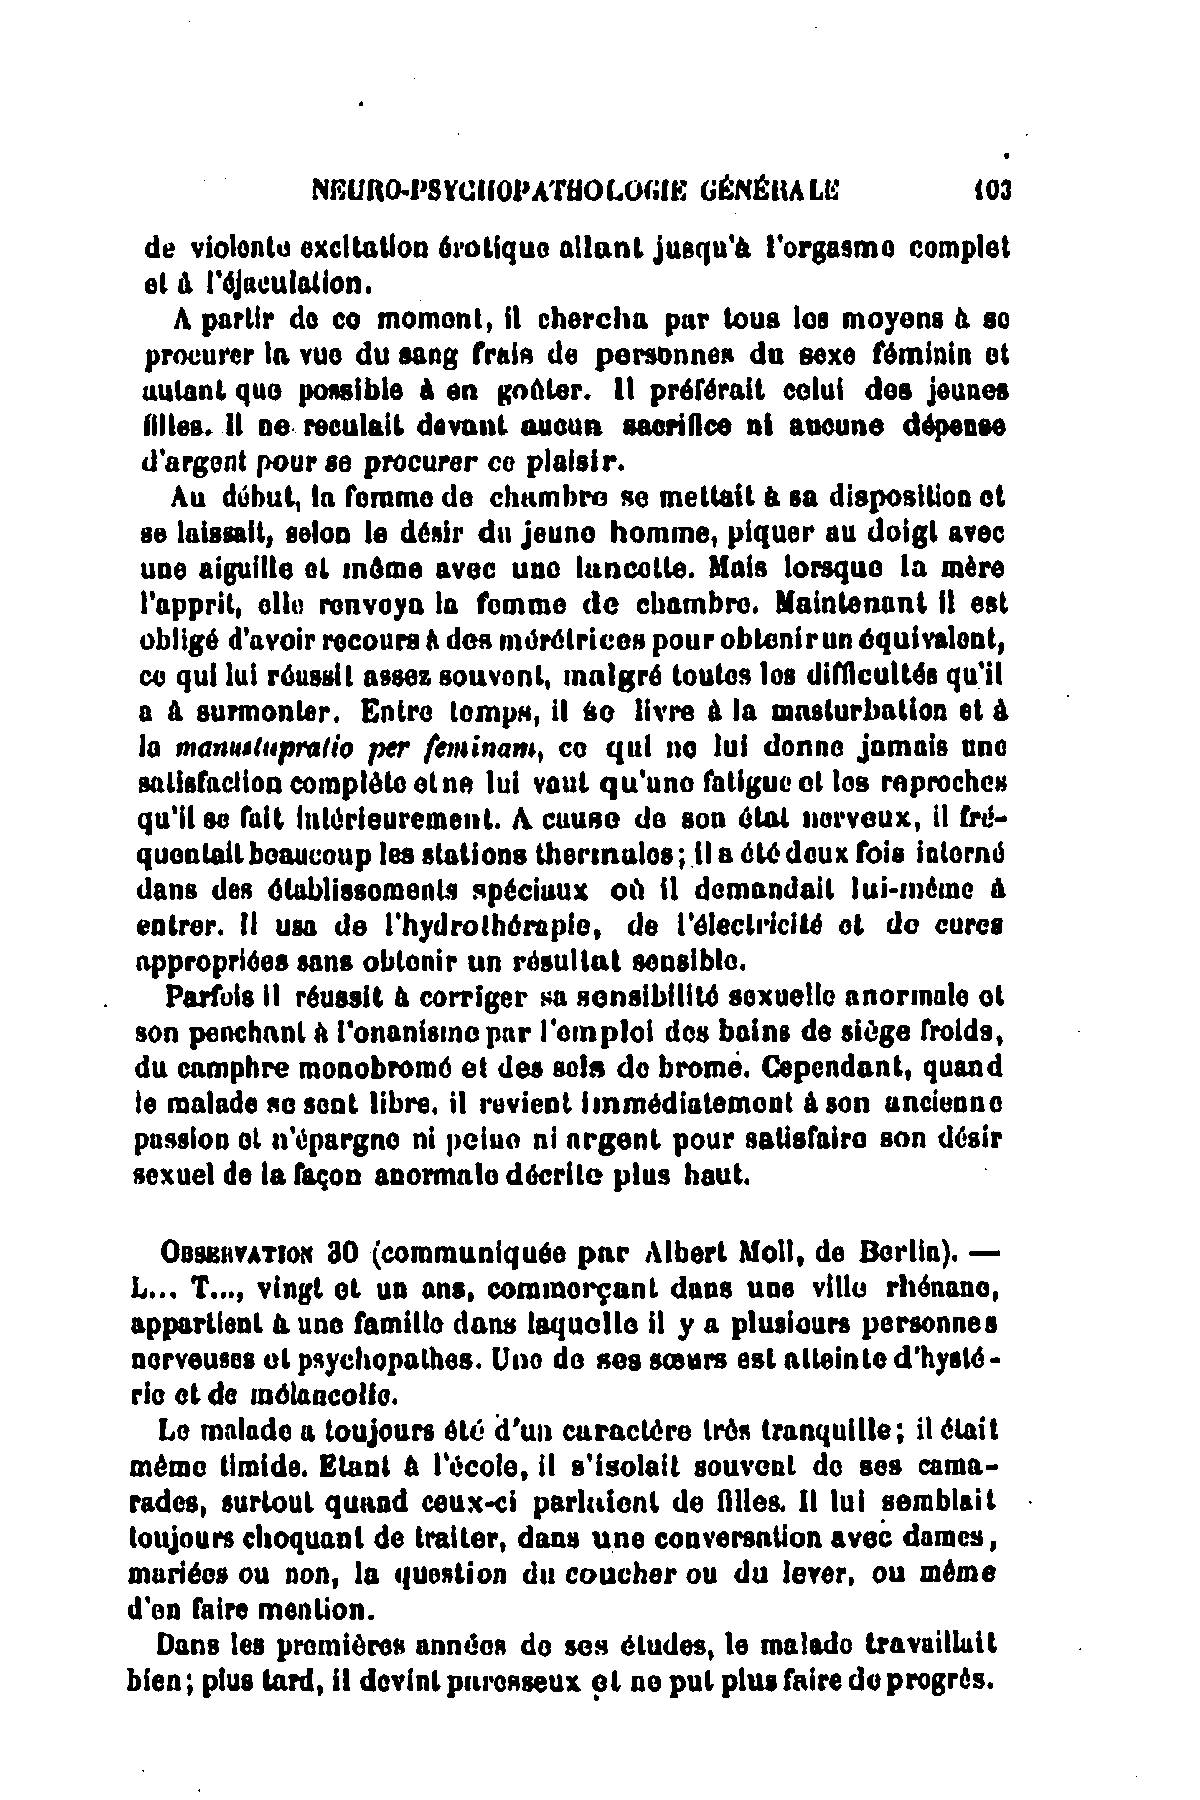 NEURO-PSYCHOPATHOLOGIE GÉNÉRALE 103
de violente excitation érotique allant jusqu'à l'orgasme complet
et à l'éjaculation.
A partir de ce moment, il chercha par tous les moyens à se
procurer la vue du sang frais de personnes du sexe féminin et
autant que possible à en goûter. Il préférait celui des jeunes
filles. Il ne reculait devant aucun sacrifice ni aucune dépense
d'argent pour se procurer ce plaisir.
Au début, la femme de chambre se mettait à sa disposition et
se laissait, selon le désir du jeune homme, piquer au doigt avec
une aiguille et même avec une lancette. Mais lorsque la mère
l'apprit, elle renvoya la femme de chambre. Maintenant il est
obligé d'avoir recours à des mérétrices pour obtenir un équivalent,
ce qui lui réussit assez souvent, malgré toutes les difficultés qu'il
a à surmonter. Entre temps, il se livre à la masturbation et à
la manustupratio per feminam, ce qui ne lui donne jamais une
satisfaction complète et ne lui vaut qu'une fatigue et les reproches
qu'il se fait intérieurement. A cause de son état nerveux, il fré-
quentait beaucoup les stations thermales; il a été deux fois interné
dans des établissements spéciaux où il demandait lui-même à
entrer. Il usa de l'hydrothérapie, de l'électricité et de cures
appropriées sans obtenir un résultat sensible.
Parfois il réussit à corriger sa sensibilité sexuelle anormale et
son penchant à l'onanisme par l'emploi des bains de siège froids,
du camphre monobromé et des sels de brome. Cependant, quand
le malade se sent libre, il revient immédiatement à son ancienne
passion et n'épargne ni peine ni argent pour satisfaire son désir
sexuel de la façon anormale décrite plus haut.
OBSERVATION 30 (communiquée par Albert Moll, de Berlin). —
L... T..., vingt et un ans, commerçant dans une ville rhénane,
appartient à une famille dans laquelle il y a plusieurs personnes
nerveuses et psychopathes. Une de ses sœurs est atteinte d'hysté-
rie et de mélancolie.
Le malade a toujours été d'un caractère très tranquille; il était
même timide. Etant à l'école, il s'isolait souvent de ses cama-
rades, surtout quand ceux-ci parlaient de filles. Il lui semblait
toujours choquant de traiter, dans une conversation avec dames,
mariées ou non, la question du coucher ou du lever, ou même
d'en faire mention.
Dans les premières années de ses études, le malade travaillait
bien; plus tard, il devint paresseux et ne put plus faire de progrès.